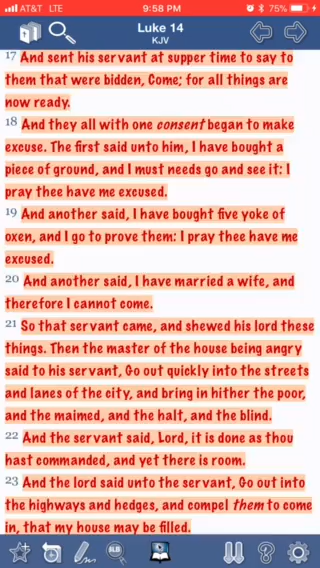 AT&T LTE 9:58 PM 75%
Luke 14
KJV
17 And sent his servant at supper time to say to
them that were bidden, Come; for all things are
now ready.
18 And they all with one consent began to make
excuse. The first said unto him, I have bought a
piece of ground, and I must needs go and see it: I
pray thee have me excused.
19 And another said, I have bought five yoke of
oxen, and I go to prove them: I pray thee have me
excused.
20 And another said, I have married a wife, and
therefore I cannot come.
21 So that servant came, and shewed his lord these
things. Then the master of the house being angry
said to his servant, Go out quickly into the streets
and lanes of the city, and bring in hither the poor,
and the maimed, and the halt, and the blind.
22 And the servant said, Lord, it is done as thou
hast commanded, and yet there is room.
23 And the lord said unto the servant, Go out into
the highways and hedges, and compel them to come
in, that my house may be filled.